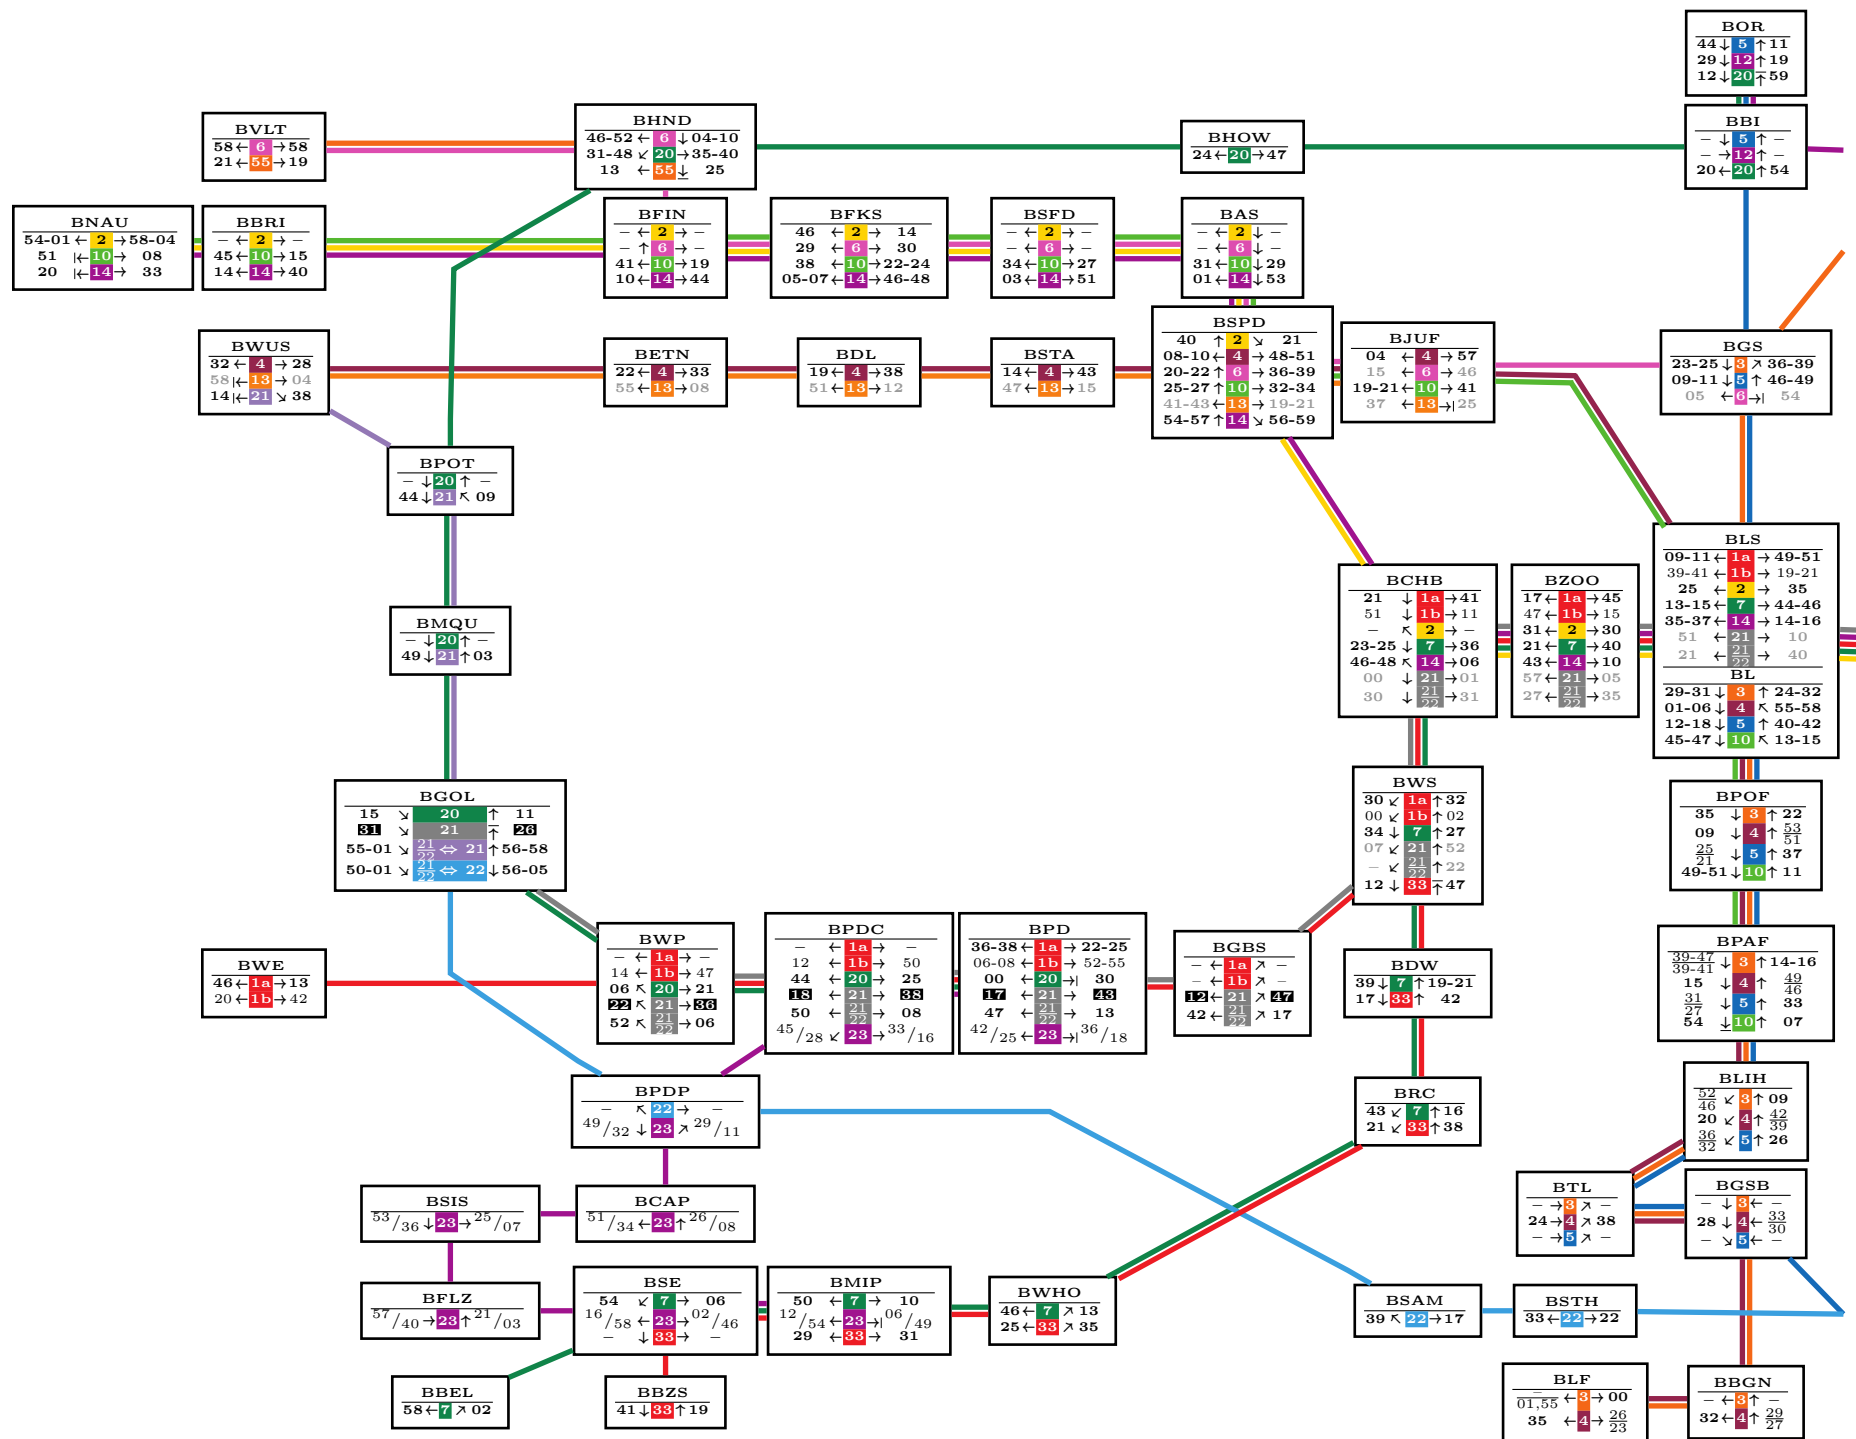 BOR
44↓ 5 ↑11
29↓ 12 ↑19
12↓ 20 ↑59
BVLT
58← 6 →58
21← 55 →19
BHND
46-52 ← 6 ↓ 04-10
31-48 ↙ 20 → 35-40
13 ← 55 ↓ 25
BHOW
24← 20 →47
BBI
- ↓ 5 ↑ -
- → 12 ↑ -
20← 20 ↑54
BNAU
54-01 ← 2 → 58-04
51 |← 10 → 08
20 |← 14 → 33
BBRI
- ← 2 → -
45← 10 →15
14← 14 →40
BFIN
- ← 2 → -
- ↑ 6 → -
41← 10 →19
10← 14 →44
BFKS
46 ← 2 → 14
29 ← 6 → 30
38 ← 10 → 22-24
05-07 ← 14 → 46-48
BSFD
- ← 2 → -
- ← 6 → -
34← 10 →27
03← 14 →51
BAS
- ← 2 ↓ -
- ← 6 ↓ -
31← 10 ↓29
01← 14 ↓53
BWUS
32 ← 4 → 28
58 |← 13 → 04
14 |← 21 ↘ 38
BETN
22 ← 4 → 33
55 ← 13 → 08
BDL
19← 4 →38
51← 13 →12
BSTA
14← 4 →43
47← 13 →15
BSPD
40 ↑ 2 ↘ 21
08-10 ← 4 → 48-51
20-22 ↑ 6 → 36-39
25-27 ↑ 10 → 32-34
41-43 ← 13 → 19-21
54-57 ↑ 14 ↘ 56-59
BJUF
04 ← 4 → 57
15 ← 6 → 46
19-21 ← 10 → 41
37 ← 13 →| 25
BGS
23-25 ↓ 3 ↗ 36-39
09-11 ↓ 5 ↑ 46-49
05 ← 6 →| 54
BPOT
- ↓ 20 ↑ -
44↓ 21 ↖ 09
BMQU
- ↓ 20 ↑ -
49↓ 21 ↑03
BCHB
21 ↓ 1a → 41
51 ↓ 1b → 11
- ↖ 2 → -
23-25 ↓ 7 → 36
46-48 ↖ 14 → 06
00 ↓ 21 → 01
30 ↓ 21/22 → 31
BZOO
17← 1a →45
47← 1b →15
31← 2 →30
21← 7 →40
43← 14 →10
57← 21 →05
27← 21/22 →35
BLS
09-11 ← 1a → 49-51
39-41 ← 1b → 19-21
25 ← 2 → 35
13-15 ← 7 → 44-46
35-37 ← 14 → 14-16
51 ← 21 → 10
21 ← 21/22 → 40
BL
29-31 ↓ 3 ↑ 24-32
01-06 ↓ 4 ↖ 55-58
12-18 ↓ 5 ↑ 40-42
45-47 ↓ 10 ↖ 13-15
BGOL
15 ↘ 20 ↑ 11
31 ↘ 21 ↑ 26
55-01 ↘ 21/22 ⇔ 21 ↑ 56-58
50-01 ↘ 21/22 ⇔ 22 ↓ 56-05
BWS
30 ↙ 1a ↑ 32
00 ↙ 1b ↑ 02
34 ↓ 7 ↑ 27
07 ↙ 21 ↑ 52
- ↙ 21/22 ↑ 22
12 ↓ 33 ↑ 47
BPOF
35 ↓ 3 ↑ 22
09 ↓ 4 ↑ 53/51
25/21 ↓ 5 ↑ 37
49-51 ↓ 10 ↑ 11
BWE
46← 1a →13
20← 1b →42
BWP
- ← 1a → -
14 ← 1b → 47
06 ↖ 20 → 21
22 ↖ 21 → 36
52 ↖ 21/22 → 06
BPDC
- ← 1a → -
12 ← 1b → 50
44 ← 20 → 25
18 ← 21 → 38
50 ← 21/22 → 08
45/28 ↙ 23 → 33/16
BPD
36-38 ← 1a → 22-25
06-08 ← 1b → 52-55
00 ← 20 →| 30
17 ← 21 → 43
47 ← 21/22 → 13
42/25 ← 23 →| 36/18
BGBS
- ← 1a ↗ -
- ← 1b ↗ -
12 ← 21 ↗ 47
42 ← 21/22 ↗ 17
BDW
39↓ 7 ↑19-21
17↓ 33 ↑ 42
BPAF
39-47/39-41 ↓ 3 ↑ 14-16
15 ↓ 4 ↑ 49/46
31/27 ↓ 5 ↑ 33
54 ↓ 10 ↑ 07
BPDP
- ↖ 22 → -
49/32 ↓ 23 ↗ 29/11
BRC
43 ↙ 7 ↑ 16
21 ↙ 33 ↑ 38
BLIH
52/46 ↙ 3 ↑ 09
20 ↙ 4 ↑ 42/39
36/32 ↙ 5 ↑ 26
BSIS
53/36 ↓ 23 → 25/07
BCAP
51/34 ← 23 ↑ 26/08
BTL
- → 3 ↗ -
24→ 4 ↗ 38
- → 5 ↗ -
BGSB
- ↓ 3 ← -
28 ↓ 4 ← 33/30
- ↘ 5 ← -
BFLZ
57/40 → 23 ↑ 21/03
BSE
54 ↙ 7 → 06
16/58 ← 23 → 02/46
- ↓ 33 → -
BMIP
50 ← 7 → 10
12/54 ← 23 →| 06/49
29 ← 33 → 31
BWHO
46← 7 ↗ 13
25← 33 ↗ 35
BSAM
39 ↖ 22 →17
BSTH
33← 22 →22
BBEL
58← 7 ↗ 02
BBZS
41↓ 33 ↑19
BLF
-/01,55 ← 3 → 00
35 ← 4 → 26/23
BBGN
- ← 3 ↑ -
32← 4 ↑ 29/27